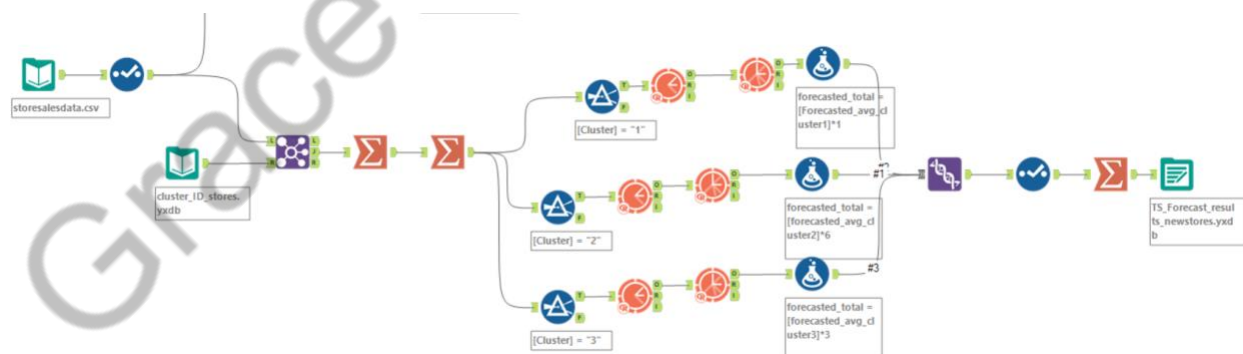 Grace
storesalesdata.csv
cluster_ID_stores.
yxdb
[Cluster] = "1"
forecasted_total =
[Forecasted_avg_cl
uster1]*1
[Cluster] = "2"
forecasted_total =
[forecasted_avg_cl
uster2]*6
[Cluster] = "3"
forecasted_total =
[forecasted_avg_cl
uster3]*3
#1
#3
TS_Forecast_resul
ts_newstores.yxd
b